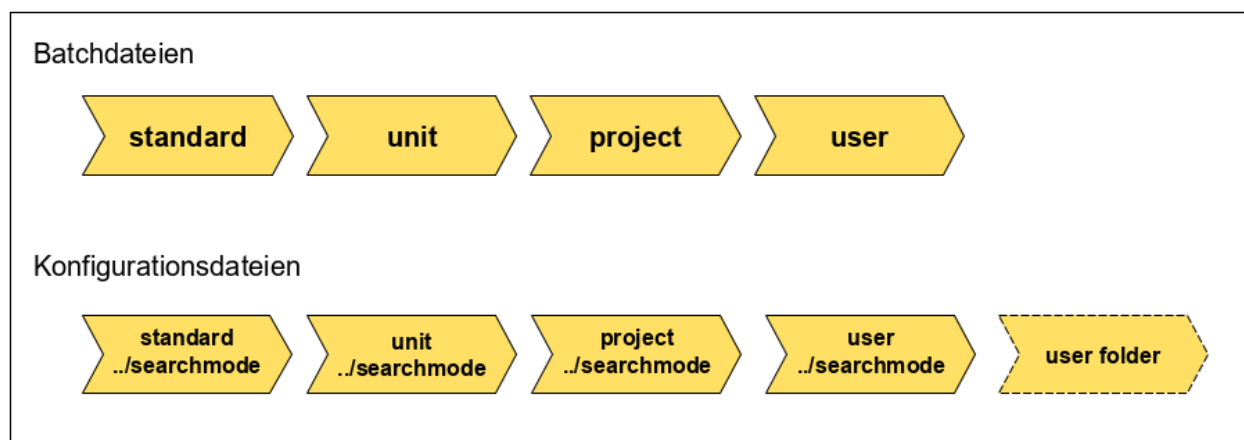 Batchdateien
standard
unit
project
user
Konfigurationsdateien
standard
../searchmode
unit
../searchmode
project
../searchmode
user
../searchmode
user folder